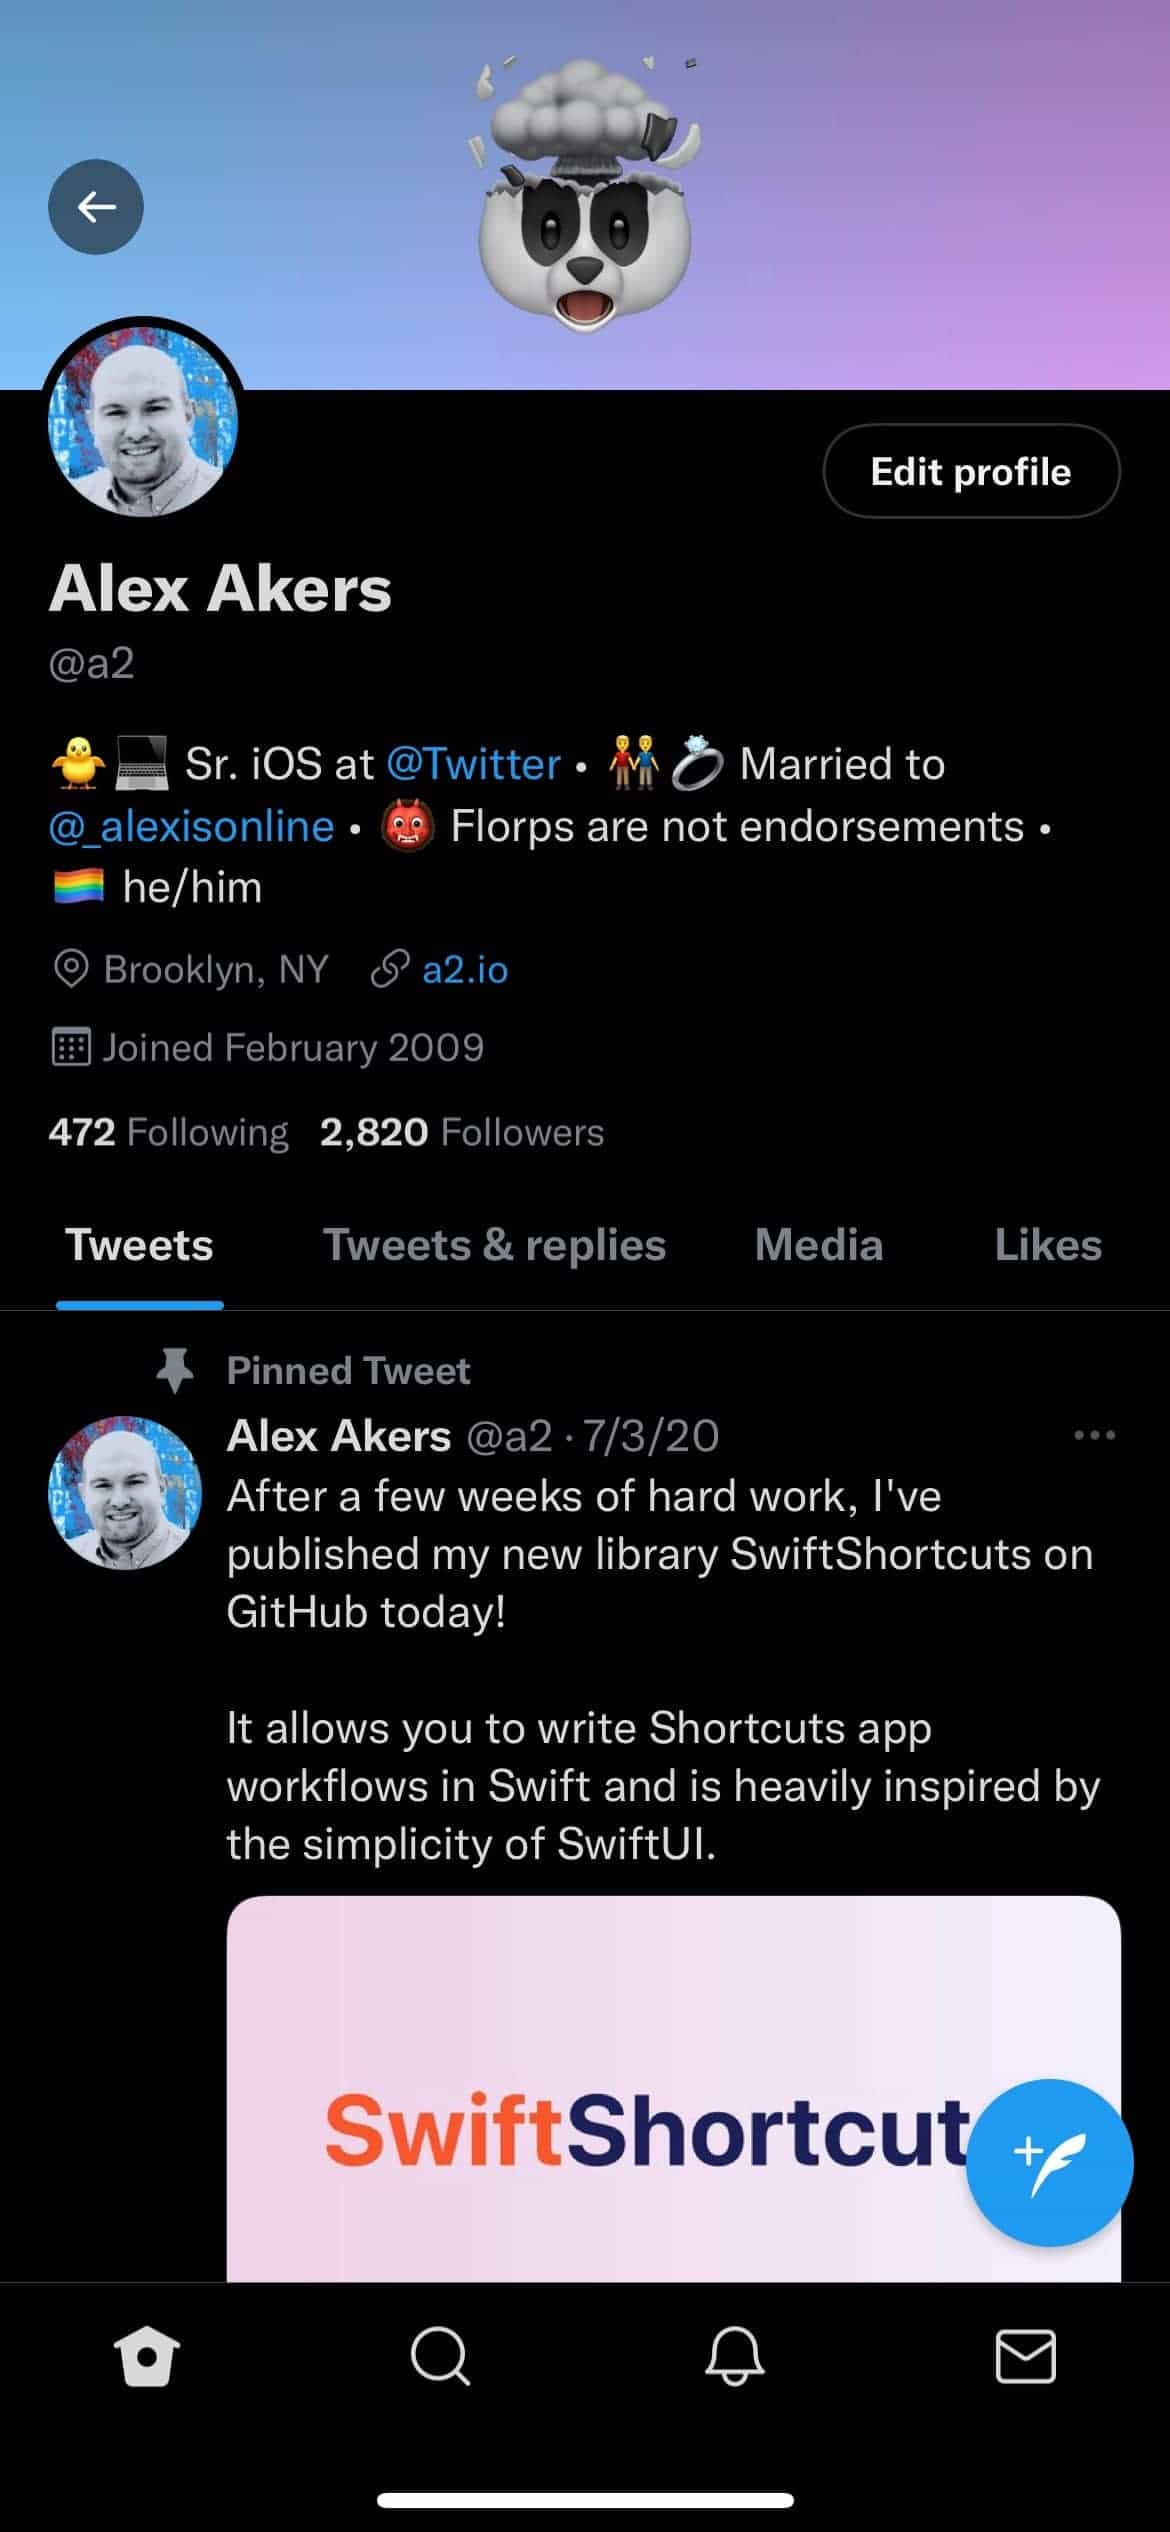 Edit profile
Alex Akers
@a2
🐥💻 Sr. iOS at @Twitter • 👬💍 Married to
@_alexisonline • 👹 Florps are not endorsements •
🏳️‍🌈 he/him
Brooklyn, NY a2.io
Joined February 2009
472 Following 2,820 Followers
Tweets Tweets & replies Media Likes
Pinned Tweet
Alex Akers @a2 · 7/3/20
After a few weeks of hard work, I've
published my new library SwiftShortcuts on
GitHub today!
It allows you to write Shortcuts app
workflows in Swift and is heavily inspired by
the simplicity of SwiftUI.
SwiftShortcut